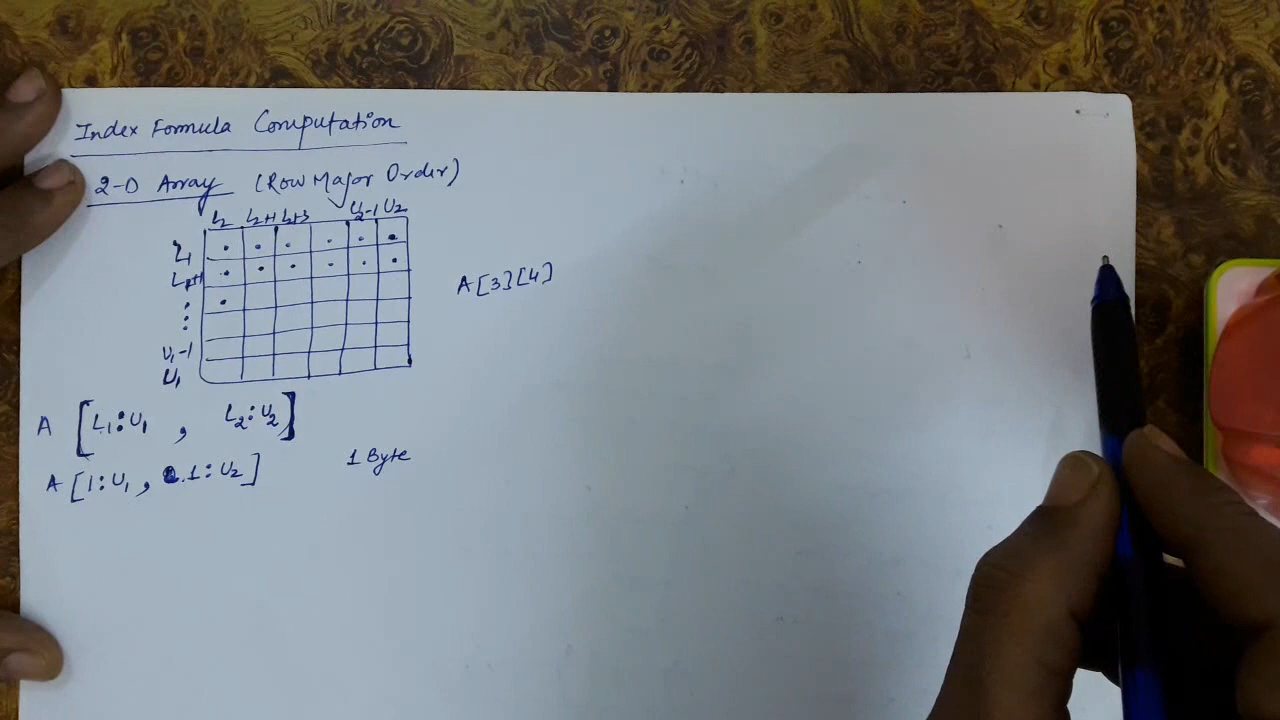 Index Formula Computation
2-D Array (Row Major Order)
L2 L2+1 L2+3 U2-1 U2
L1
L1+1
:
:
U1-1
U1
A[3][4]
A [L1:U1 , L2:U2]
A [1:U1 , 1:U2]
1 Byte